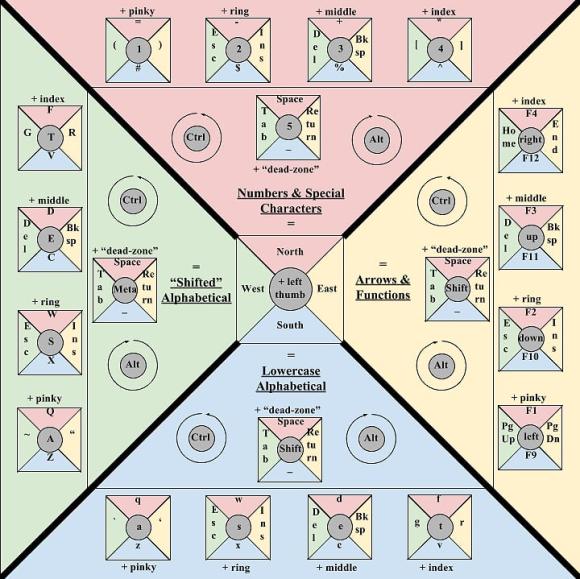 + pinky
+ ring
+ middle
+ index
=
( 1 )
#
-
Esc 2 Ins
$
+
Del 3 Bksp
%
*
[ 4 ]
^
Space
Tab 5 Return
_
+ "dead-zone"
Ctrl
Alt
Numbers & Special
Characters
=
+ index
F
G T R
V
+ middle
D
Del E Bksp
C
+ ring
W
Esc S Ins
X
+ pinky
Q
~ A "
Z
Ctrl
+ "dead-zone"
Space
Tab Meta Return
_
Alt
=
"Shifted"
Alphabetical
North
West + left thumb East
South
=
Arrows &
Functions
Ctrl
+ "dead-zone"
Space
Tab Shift Return
_
Alt
+ index
F4
Home right End
F12
+ middle
F3
Del up Bksp
F11
+ ring
F2
Esc down Ins
F10
+ pinky
F1
PgUp left PgDn
F9
=
Lowercase
Alphabetical
+ "dead-zone"
Space
Tab Shift Return
_
Ctrl
Alt
q
` a '
z
w
Esc s Ins
x
d
Del e Bksp
c
f
g t r
v
+ pinky
+ ring
+ middle
+ index